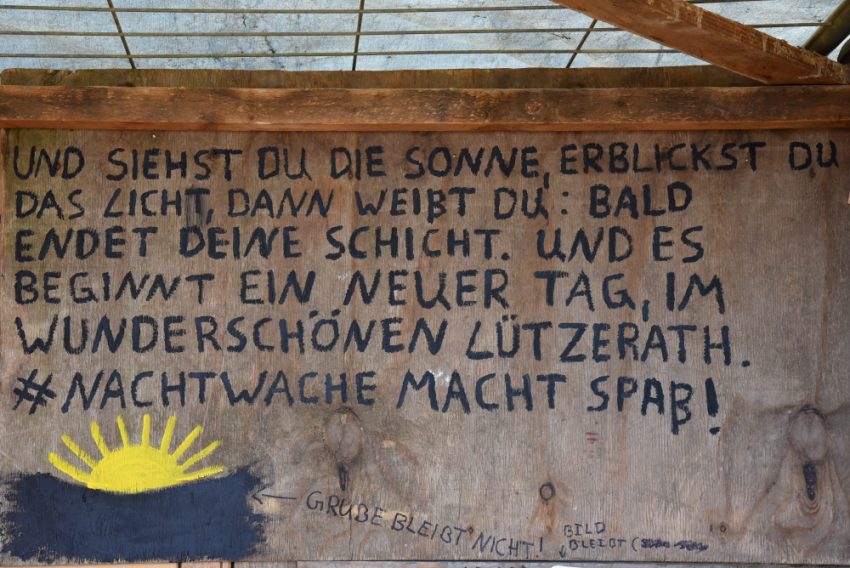 UND SIEHST DU DIE SONNE, ERBLICKST DU
DAS LICHT, DANN WEIßT DU: BALD
ENDET DEINE SCHICHT. UND ES
BEGINNT EIN NEUER TAG, IM
WUNDERSCHÖNEN LÜTZERATH.
#NACHTWACHE MACHT SPAß!
← GRUBE BLEIBT NICHT!
BILD
BLEIBT (